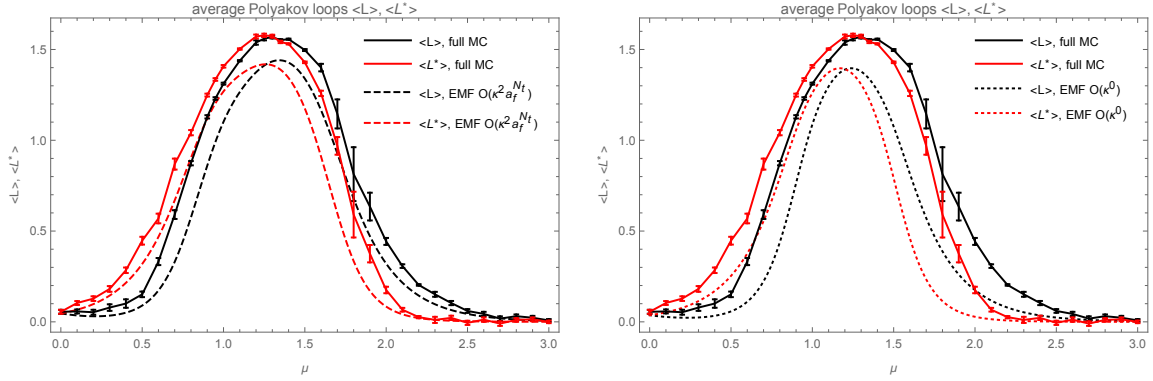 average Polyakov loops <L>, <L*>
<L>, full MC
<L*>, full MC
<L>, EMF O(κ²a_f^{N_t})
<L*>, EMF O(κ²a_f^{N_t})
<L>, <L*>
0.0
0.5
1.0
1.5
0.0
0.5
1.0
1.5
2.0
2.5
3.0
μ
average Polyakov loops <L>, <L*>
<L>, full MC
<L*>, full MC
<L>, EMF O(κ⁰)
<L*>, EMF O(κ⁰)
<L>, <L*>
0.0
0.5
1.0
1.5
0.0
0.5
1.0
1.5
2.0
2.5
3.0
μ